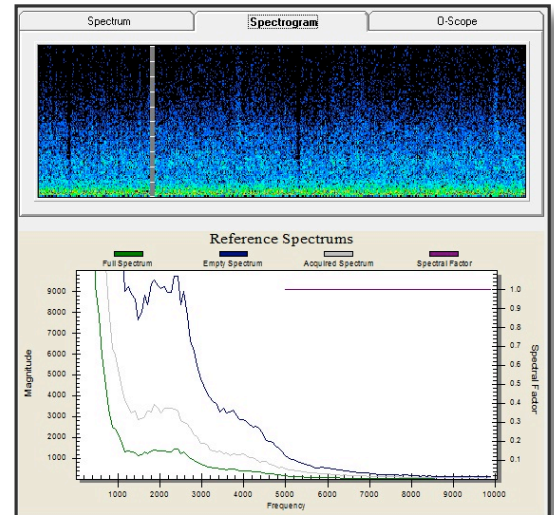 Spectrum Spectrogram O-Scope
Reference Spectrums
Full Spectrum Empty Spectrum Acquired Spectrum Spectral Factor
9000
8000
7000
6000
5000
4000
3000
2000
1000
Magnitude
1.0
0.9
0.8
0.7
0.6
0.5
0.4
0.3
0.2
0.1
Spectral Factor
1000 2000 3000 4000 5000 6000 7000 8000 9000 10000
Frequency